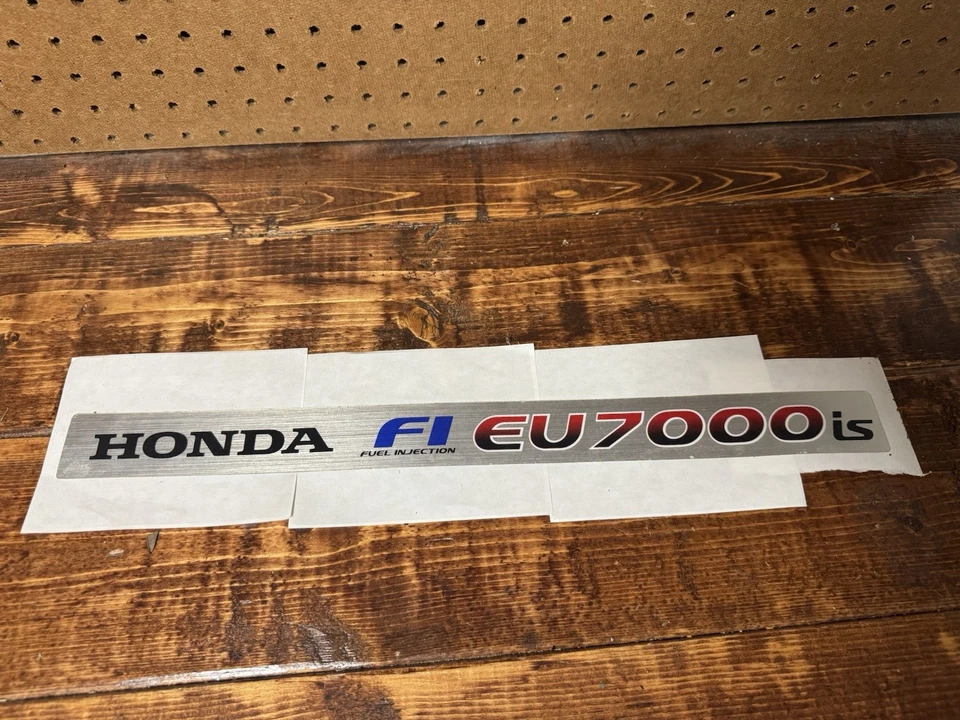 HONDA FI EU7000is
FUEL INJECTION